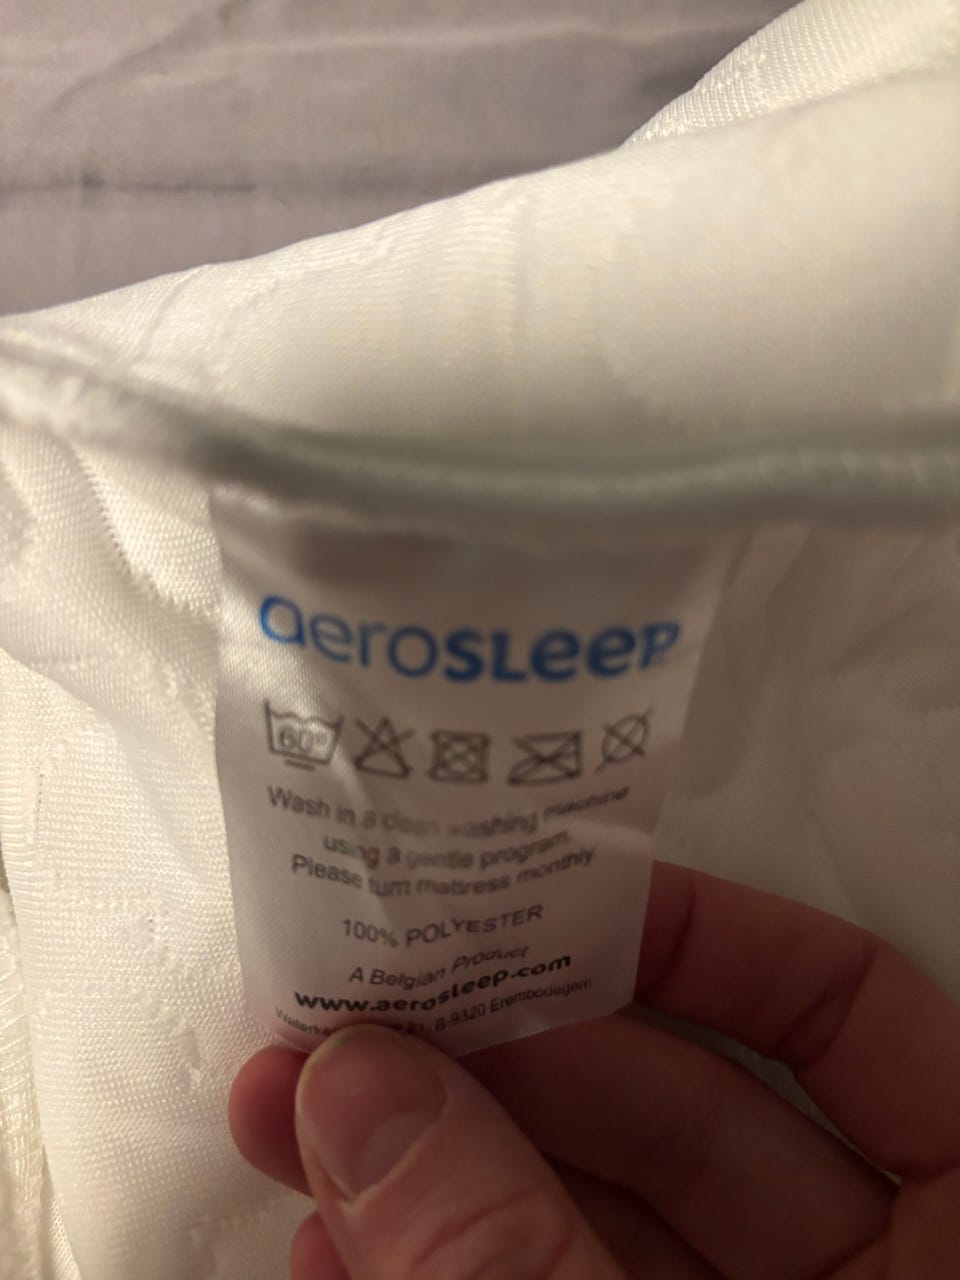 aerosleep
60°
Wash in a clean washing machine
using a gentle program.
Please turn mattress monthly
100% POLYESTER
A Belgian Product
www.aerosleep.com
B-9320 Erembodegem